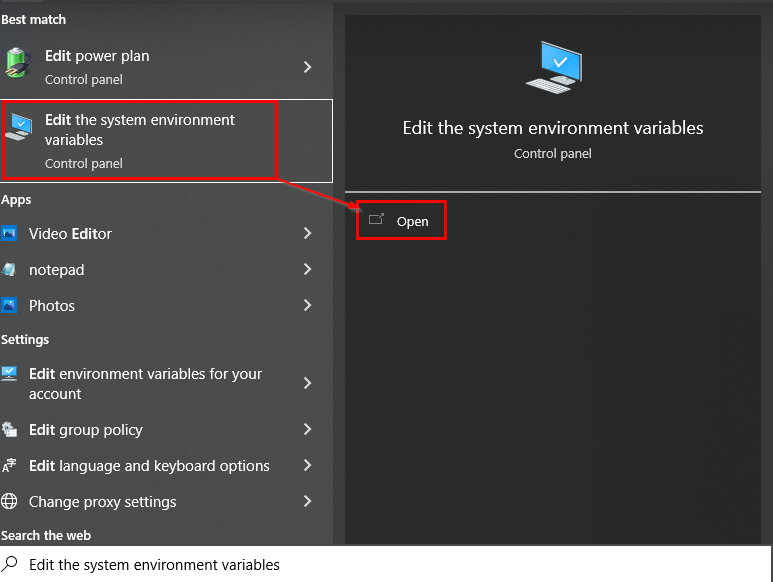 Best match
Edit power plan
Control panel
Edit the system environment
variables
Control panel
Apps
Video Editor
notepad
Photos
Settings
Edit environment variables for your
account
Edit group policy
Edit language and keyboard options
Change proxy settings
Search the web
Edit the system environment variables
Edit the system environment variables
Control panel
Open